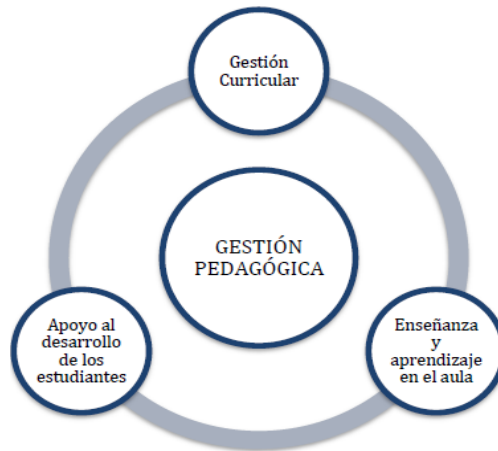 Gestión
Curricular
GESTIÓN
PEDAGÓGICA
Apoyo al
desarrollo
de los
estudiantes
Enseñanza
y
aprendizaje
en el aula